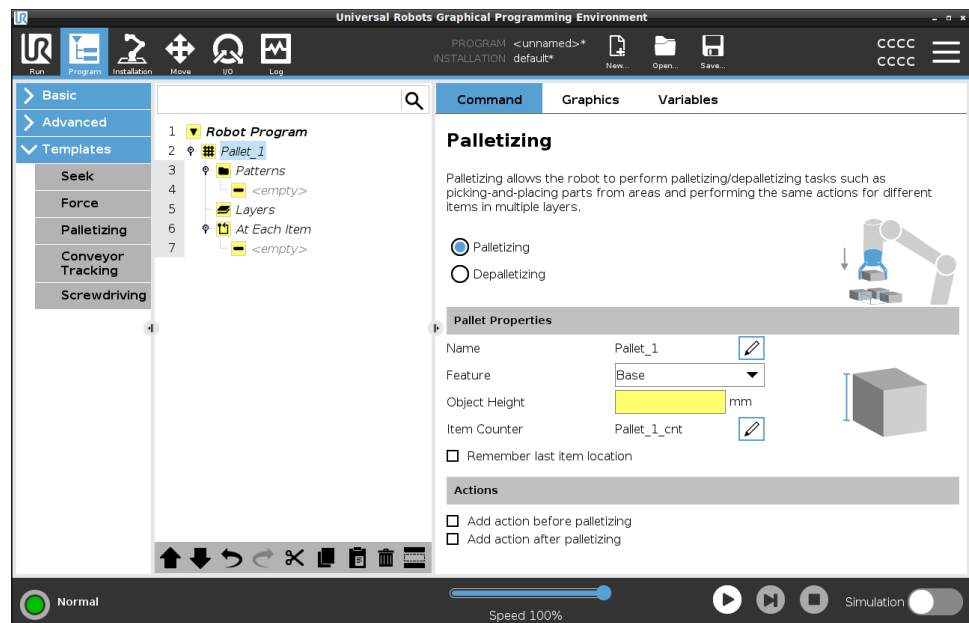 Universal Robots Graphical Programming Environment
UR
Run
Program
Installation
Move
I/O
Log
PROGRAM <unnamed>*
INSTALLATION default*
New...
Open...
Save...
CCCC
CCCC
Basic
Advanced
Templates
Seek
Force
Palletizing
Conveyor
Tracking
Screwdriving
1 Robot Program
2 Pallet_1
3 Patterns
4 <empty>
5 Layers
6 At Each Item
7 <empty>
Command Graphics Variables
Palletizing
Palletizing allows the robot to perform palletizing/depalletizing tasks such as
picking-and-placing parts from areas and performing the same actions for different
items in multiple layers.
Palletizing
Depalletizing
Pallet Properties
Name Pallet_1
Feature Base
Object Height mm
Item Counter Pallet_1_cnt
Remember last item location
Actions
Add action before palletizing
Add action after palletizing
Normal
Speed 100%
Simulation